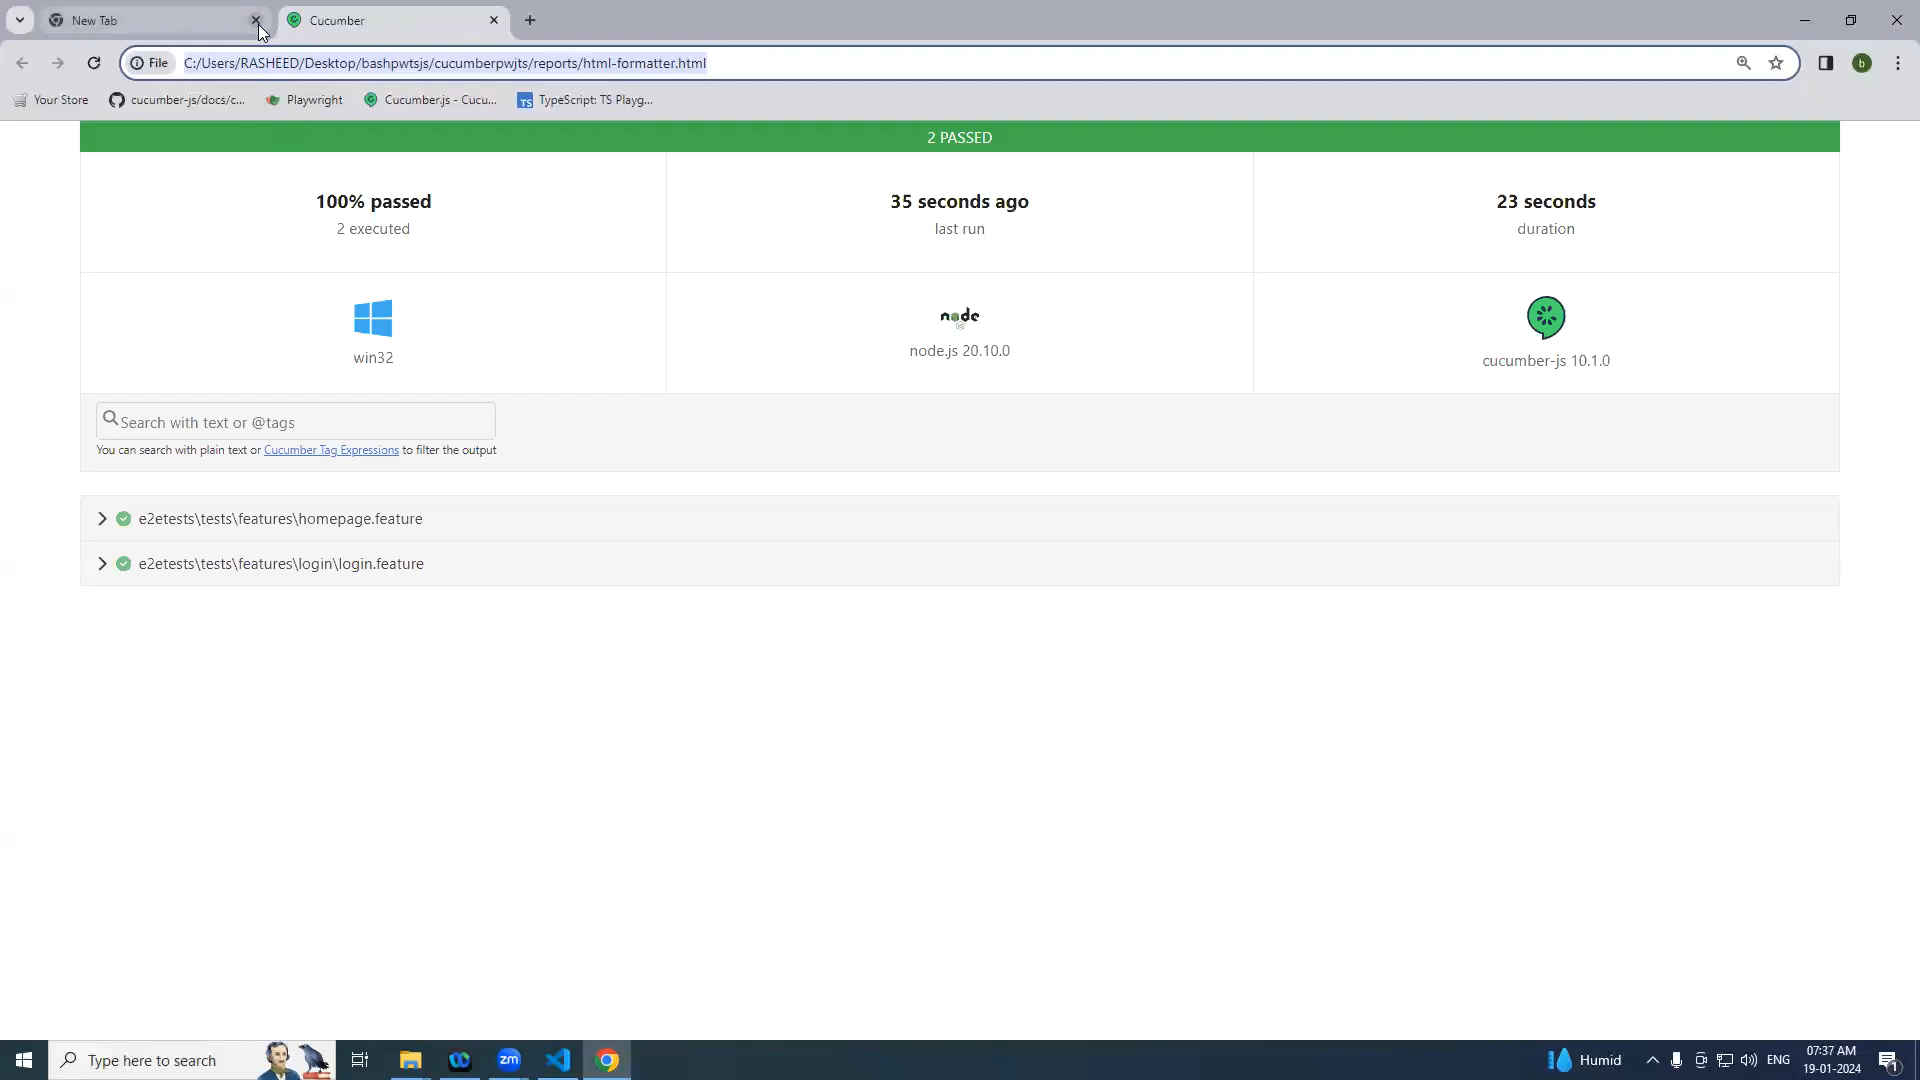 New Tab
Cucumber
File
C:/Users/RASHEED/Desktop/bashpwtsjs/cucumberpwjts/reports/html-formatter.html
b
Your Store
cucumber-js/docs/c...
Playwright
Cucumber.js - Cucu...
TS
TypeScript: TS Playg...
2 PASSED
100% passed
2 executed
35 seconds ago
last run
23 seconds
duration
win32
node
node.js 20.10.0
cucumber-js 10.1.0
Search with text or @tags
You can search with plain text or Cucumber Tag Expressions to filter the output
e2etests\tests\features\homepage.feature
e2etests\tests\features\login\login.feature
Type here to search
zm
Humid
ENG
07:37 AM
19-01-2024
1